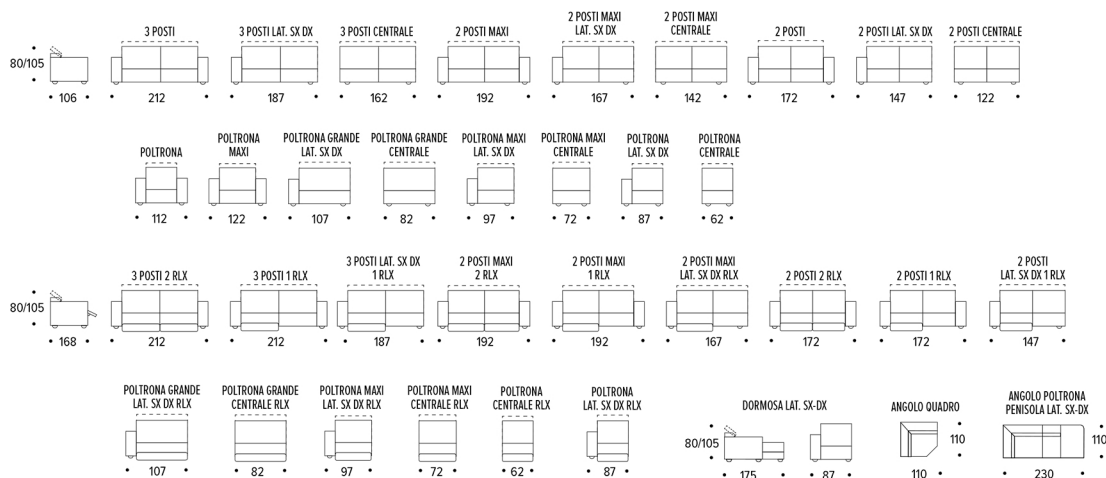 3 POSTI
3 POSTI LAT. SX DX
3 POSTI CENTRALE
2 POSTI MAXI
2 POSTI MAXI
LAT. SX DX
2 POSTI MAXI
CENTRALE
2 POSTI
2 POSTI LAT. SX DX
2 POSTI CENTRALE
80/105
106
212
187
162
192
167
142
172
147
122
POLTRONA
POLTRONA
MAXI
POLTRONA GRANDE
LAT. SX DX
POLTRONA GRANDE
CENTRALE
POLTRONA MAXI
LAT. SX DX
POLTRONA MAXI
CENTRALE
POLTRONA
LAT. SX DX
POLTRONA
CENTRALE
112
122
107
82
97
72
87
62
3 POSTI 2 RLX
3 POSTI 1 RLX
3 POSTI LAT. SX DX
1 RLX
2 POSTI MAXI
2 RLX
2 POSTI MAXI
1 RLX
2 POSTI MAXI
LAT. SX DX RLX
2 POSTI 2 RLX
2 POSTI 1 RLX
2 POSTI
LAT. SX DX 1 RLX
80/105
168
212
212
187
192
192
167
172
172
147
POLTRONA GRANDE
LAT. SX DX RLX
POLTRONA GRANDE
CENTRALE RLX
POLTRONA MAXI
LAT. SX DX RLX
POLTRONA MAXI
CENTRALE RLX
POLTRONA
CENTRALE RLX
POLTRONA
LAT. SX DX RLX
DORMOSA LAT. SX-DX
ANGOLO QUADRO
ANGOLO POLTRONA
PENISOLA LAT. SX-DX
107
82
97
72
62
87
80/105
175
87
110
110
110
230